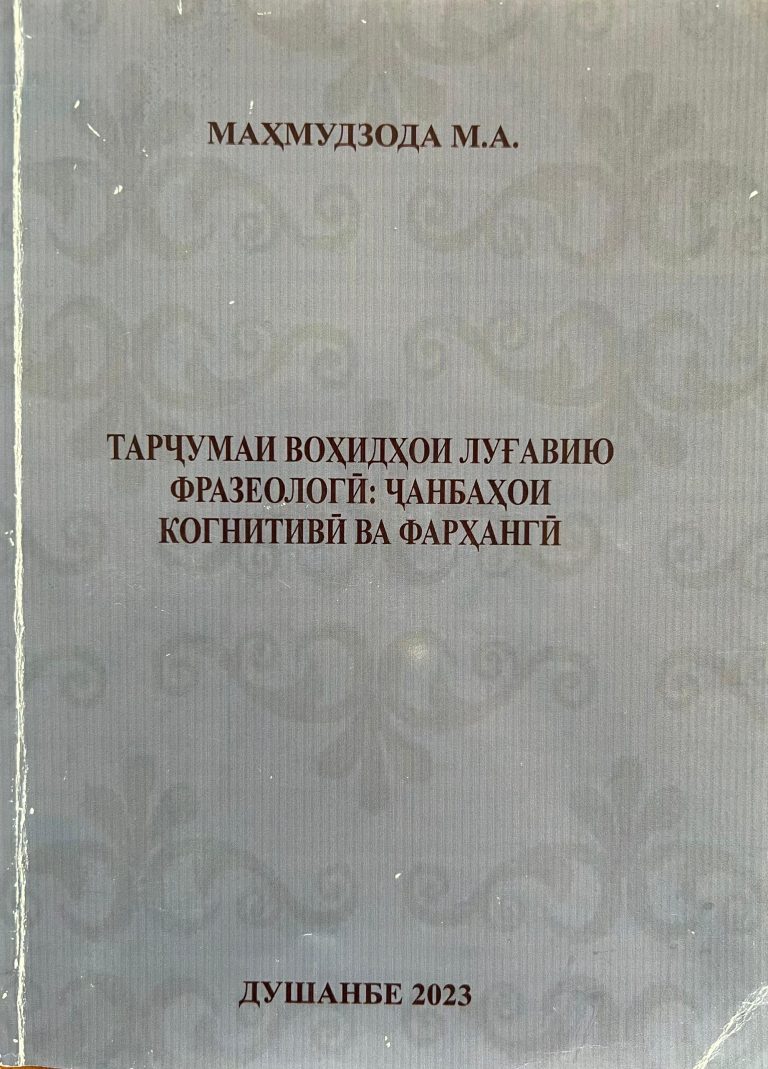 МАҲМУДЗОДА М.А.
ТАРҶУМАИ ВОҲИДҲОИ ЛУҒАВИЮ
ФРАЗЕОЛОГӢ: ҶАНБАҲОИ
КОГНИТИВӢ ВА ФАРҲАНГӢ
ДУШАНБЕ 2023